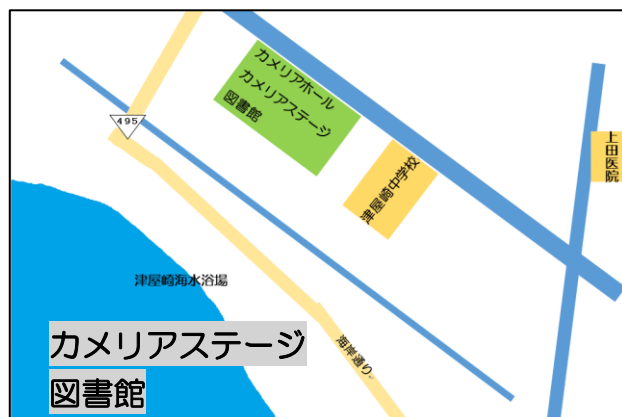 カメリアホール
カメリアステージ
図書館
495
津屋崎中学校
上田医院
津屋崎海水浴場
海岸通り
カメリアステージ
図書館